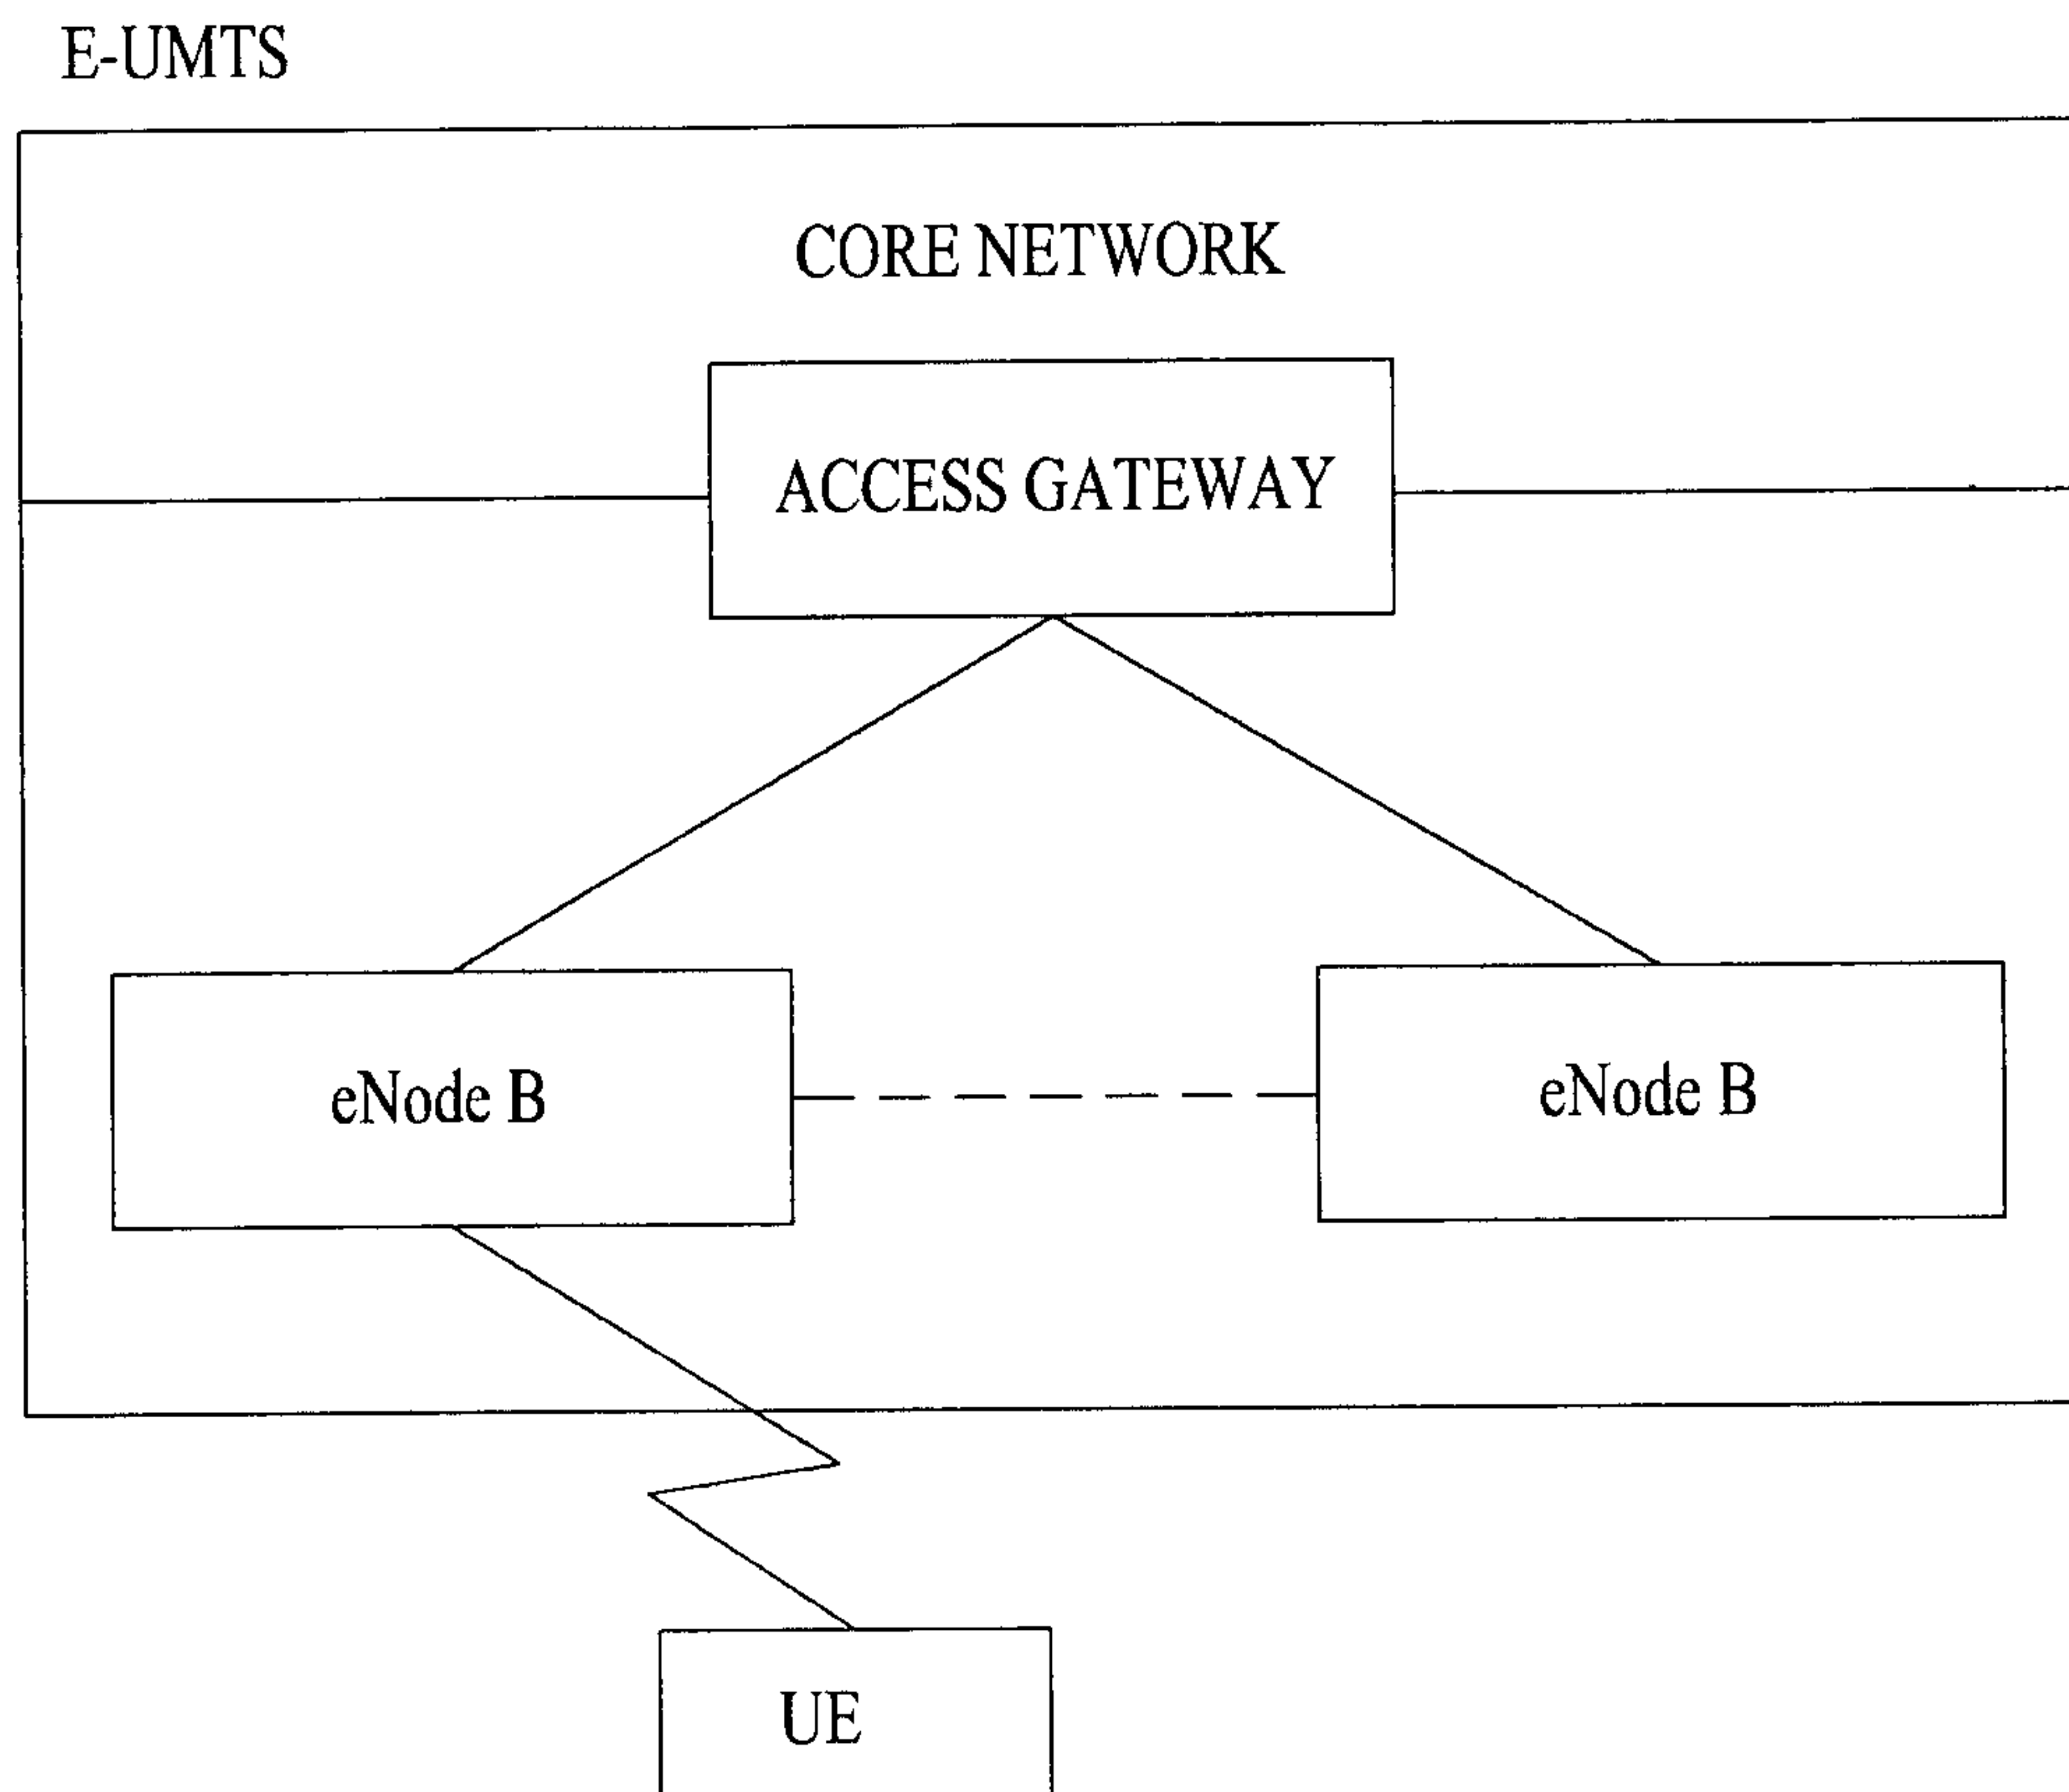 E-UMTS
CORE NETWORK
ACCESS GATEWAY
eNode B
eNode B
UE